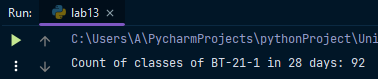 Run: lab13 ×
C:\Users\A\PycharmProjects\pythonProject\Uni
Count of classes of BT-21-1 in 28 days: 92